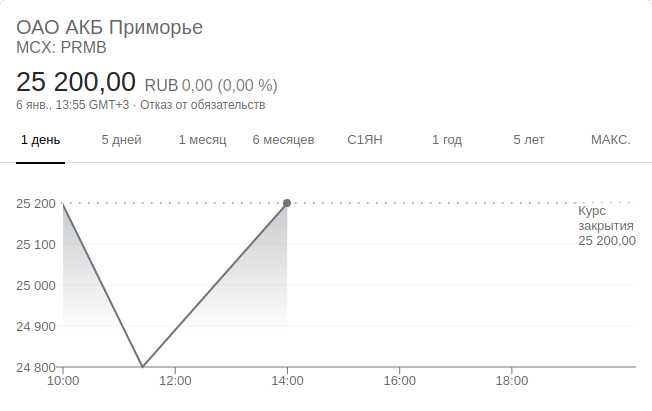 ОАО АКБ Приморье
MCX: PRMB
25 200,00 RUB 0,00 (0,00 %)
6 янв., 13:55 GMT+3 · Отказ от обязательств
1 день 5 дней 1 месяц 6 месяцев С1ЯН 1 год 5 лет МАКС.
25 200
Курс
закрытия
25 200,00
25 100
25 000
24 900
24 800
10:00 12:00 14:00 16:00 18:00